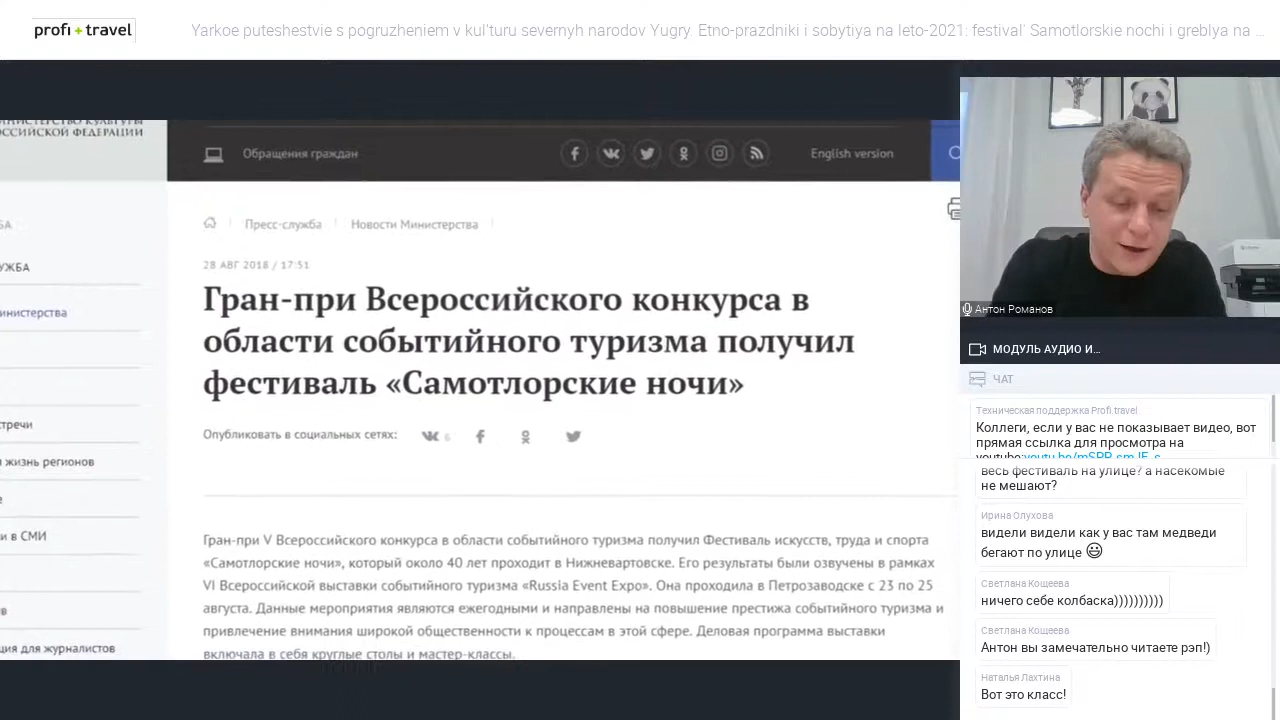 profi + travel
Yarkoe puteshestvie s pogruzheniem v kul'turu severnyh narodov Yugry. Etno-prazdniki i sobytiya na leto-2021: festival' Samotlorskie nochi i greblya na ...
МИНИСТЕРСТВО КУЛЬТУРЫ
РОССИЙСКОЙ ФЕДЕРАЦИИ
Обращения граждан
English version
БА
УЖБА
инистерства
стречи
жизнь регионов
е
и в СМИ
ов
ция для журналистов
Пресс-служба
Новости Министерства
28 АВГ 2018 / 17:51
Гран-при Всероссийского конкурса в
области событийного туризма получил
фестиваль «Самотлорские ночи»
Опубликовать в социальных сетях:
6
Гран-при V Всероссийского конкурса в области событийного туризма получил Фестиваль искусств, труда и спорта
«Самотлорские ночи», который около 40 лет проходит в Нижневартовске. Его результаты были озвучены в рамках
VI Всероссийской выставки событийного туризма «Russia Event Expo». Она проходила в Петрозаводске с 23 по 25
августа. Данные мероприятия являются ежегодными и направлены на повышение престижа событийного туризма и
привлечение внимания широкой общественности к процессам в этой сфере. Деловая программа выставки
включала в себя круглые столы и мастер-классы.
Антон Романов
МОДУЛЬ АУДИО И...
ЧАТ
Техническая поддержка Profi.travel
Коллеги, если у вас не показывает видео, вот
прямая ссылка для просмотра на
youtube:
весь фестиваль на улице? а насекомые
не мешают?
Ирина Олухова
видели видели как у вас там медведи
бегают по улице 😃
Светлана Кощеева
ничего себе колбаска))))))))))
Светлана Кощеева
Антон вы замечательно читаете рэп!)
Наталья Лахтина
Вот это класс!